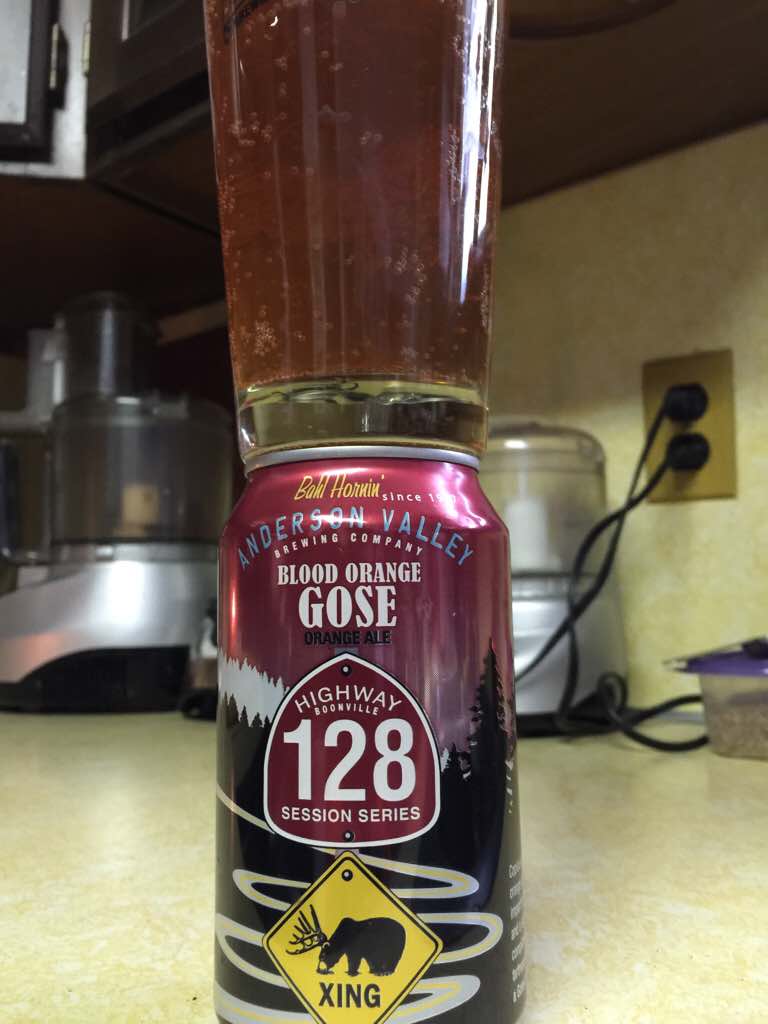 Bahl Hornin'
since 19
ANDERSON VALLEY
BREWING COMPANY
BLOOD ORANGE
GOSE
ORANGE ALE
HIGHWAY
BOONVILLE
128
SESSION SERIES
XING